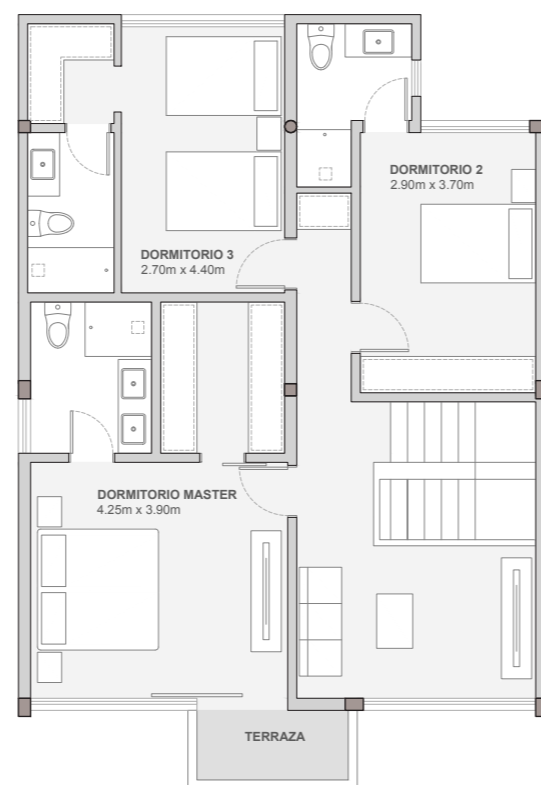 DORMITORIO 2
2.90m x 3.70m
DORMITORIO 3
2.70m x 4.40m
DORMITORIO MASTER
4.25m x 3.90m
TERRAZA